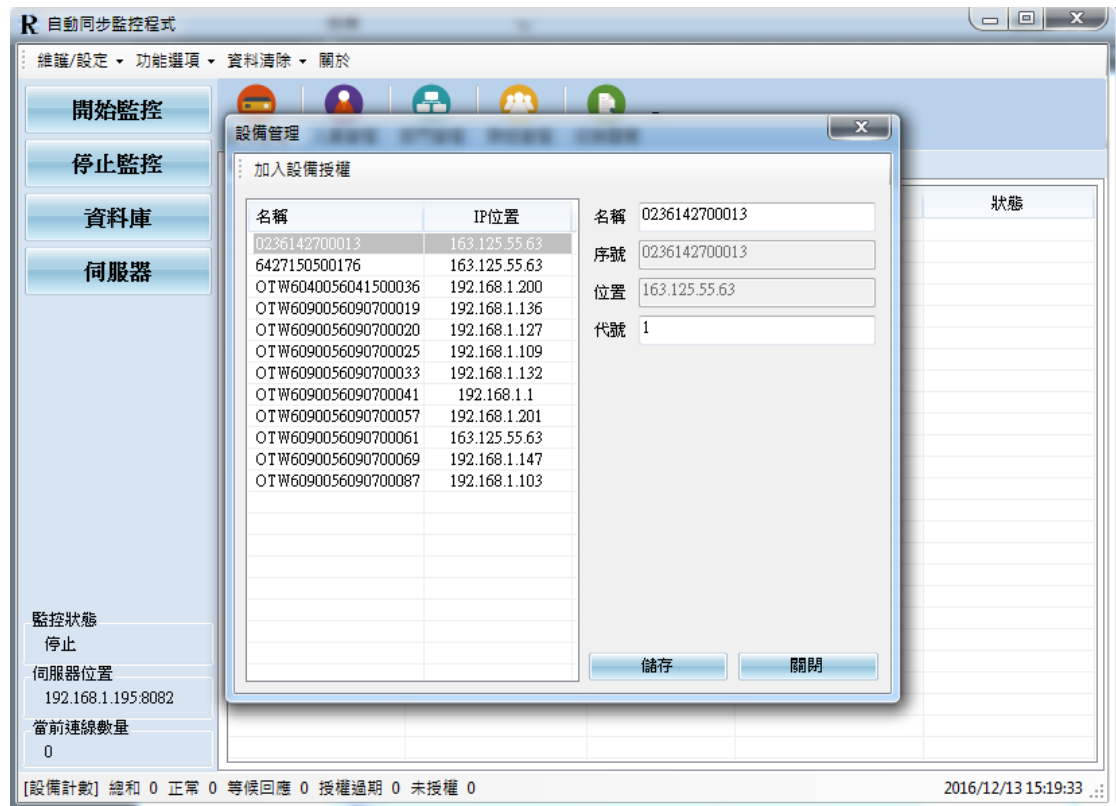 R 自動同步監控程式
維護/設定 功能選項 資料清除 關於
開始監控
停止監控
資料庫
伺服器
設備管理
加入設備授權
名稱 IP位置
0236142700013 163.125.55.63
6427150500176 163.125.55.63
OTW6040056041500036 192.168.1.200
OTW6090056090700019 192.168.1.136
OTW6090056090700020 192.168.1.127
OTW6090056090700025 192.168.1.109
OTW6090056090700033 192.168.1.132
OTW6090056090700041 192.168.1.1
OTW6090056090700057 192.168.1.201
OTW6090056090700061 163.125.55.63
OTW6090056090700069 192.168.1.147
OTW6090056090700087 192.168.1.103
名稱 0236142700013
序號 0236142700013
位置 163.125.55.63
代號 1
儲存 關閉
狀態
監控狀態
停止
伺服器位置
192.168.1.195:8082
當前連線數量
0
[設備計數] 總和 0 正常 0 等候回應 0 授權過期 0 未授權 0
2016/12/13 15:19:33